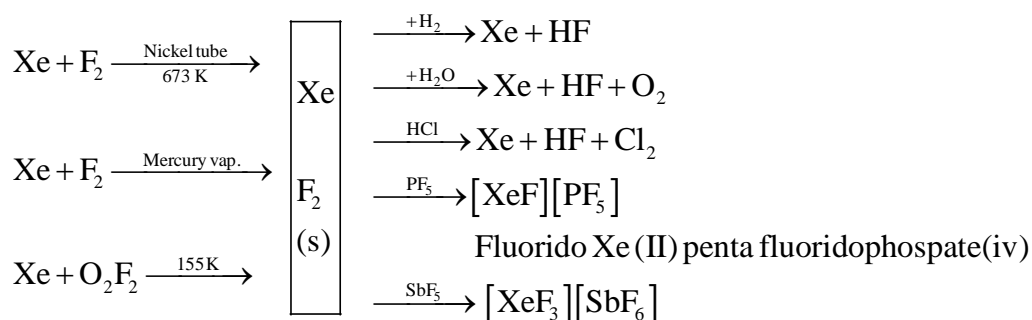 Xe + F₂ —Nickel tube / 673 K→
Xe + F₂ —Mercury vap.→
Xe + O₂F₂ —155K→
Xe
F₂
(s)
—+H₂→ Xe + HF
—+H₂O→ Xe + HF + O₂
—HCl→ Xe + HF + Cl₂
—PF₅→ [XeF][PF₅]
Fluorido Xe (II) penta fluoridophospate(iv)
—SbF₅→ [XeF₃][SbF₆]